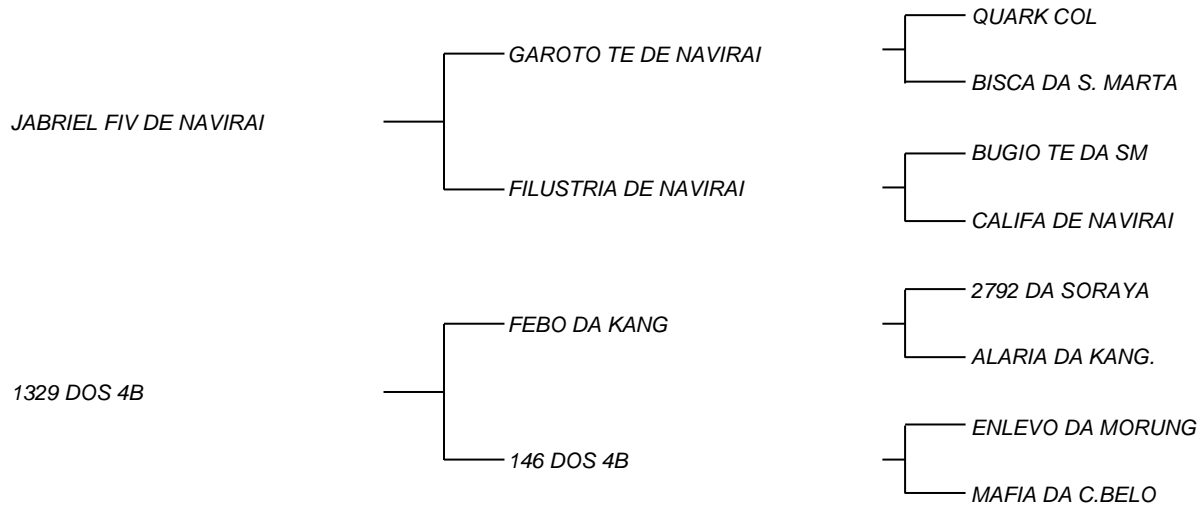 QUARK COL
GAROTO TE DE NAVIRAI
BISCA DA S. MARTA
JABRIEL FIV DE NAVIRAI
BUGIO TE DA SM
FILUSTRIA DE NAVIRAI
CALIFA DE NAVIRAI
2792 DA SORAYA
FEBO DA KANG
ALARIA DA KANG.
1329 DOS 4B
ENLEVO DA MORUNG
146 DOS 4B
MAFIA DA C.BELO